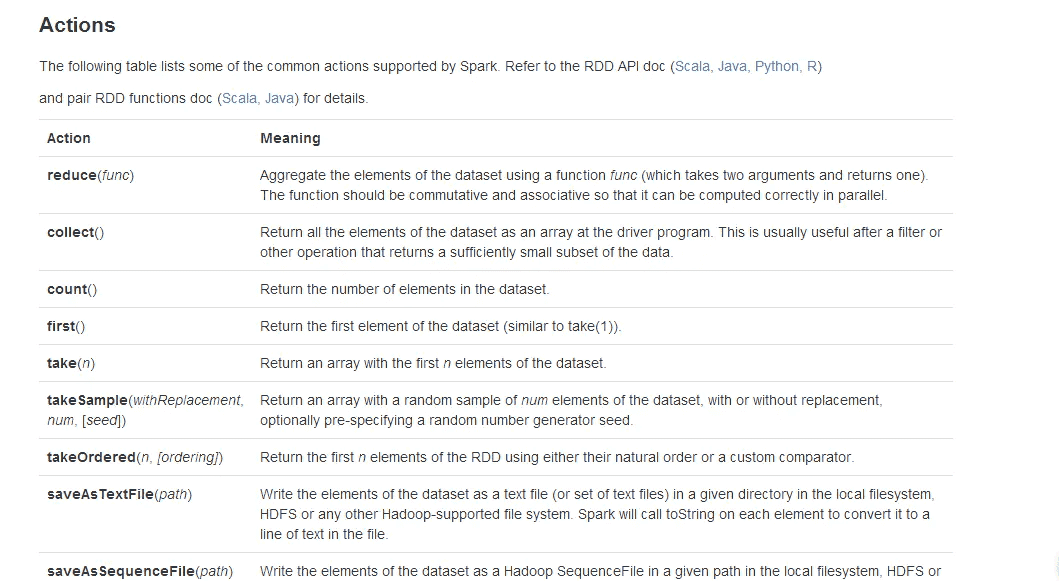 Actions
The following table lists some of the common actions supported by Spark. Refer to the RDD API doc (Scala, Java, Python, R)
and pair RDD functions doc (Scala, Java) for details.
Action Meaning
reduce(func) Aggregate the elements of the dataset using a function func (which takes two arguments and returns one).
The function should be commutative and associative so that it can be computed correctly in parallel.
collect() Return all the elements of the dataset as an array at the driver program. This is usually useful after a filter or
other operation that returns a sufficiently small subset of the data.
count() Return the number of elements in the dataset.
first() Return the first element of the dataset (similar to take(1)).
take(n) Return an array with the first n elements of the dataset.
takeSample(withReplacement, Return an array with a random sample of num elements of the dataset, with or without replacement,
num, [seed]) optionally pre-specifying a random number generator seed.
takeOrdered(n, [ordering]) Return the first n elements of the RDD using either their natural order or a custom comparator.
saveAsTextFile(path) Write the elements of the dataset as a text file (or set of text files) in a given directory in the local filesystem,
HDFS or any other Hadoop-supported file system. Spark will call toString on each element to convert it to a
line of text in the file.
saveAsSequenceFile(path) Write the elements of the dataset as a Hadoop SequenceFile in a given path in the local filesystem, HDFS or